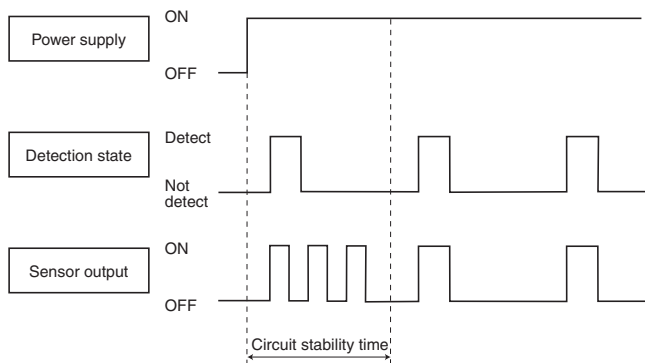 ON
Power supply
OFF
Detect
Detection state
Not
detect
ON
Sensor output
OFF
Circuit stability time